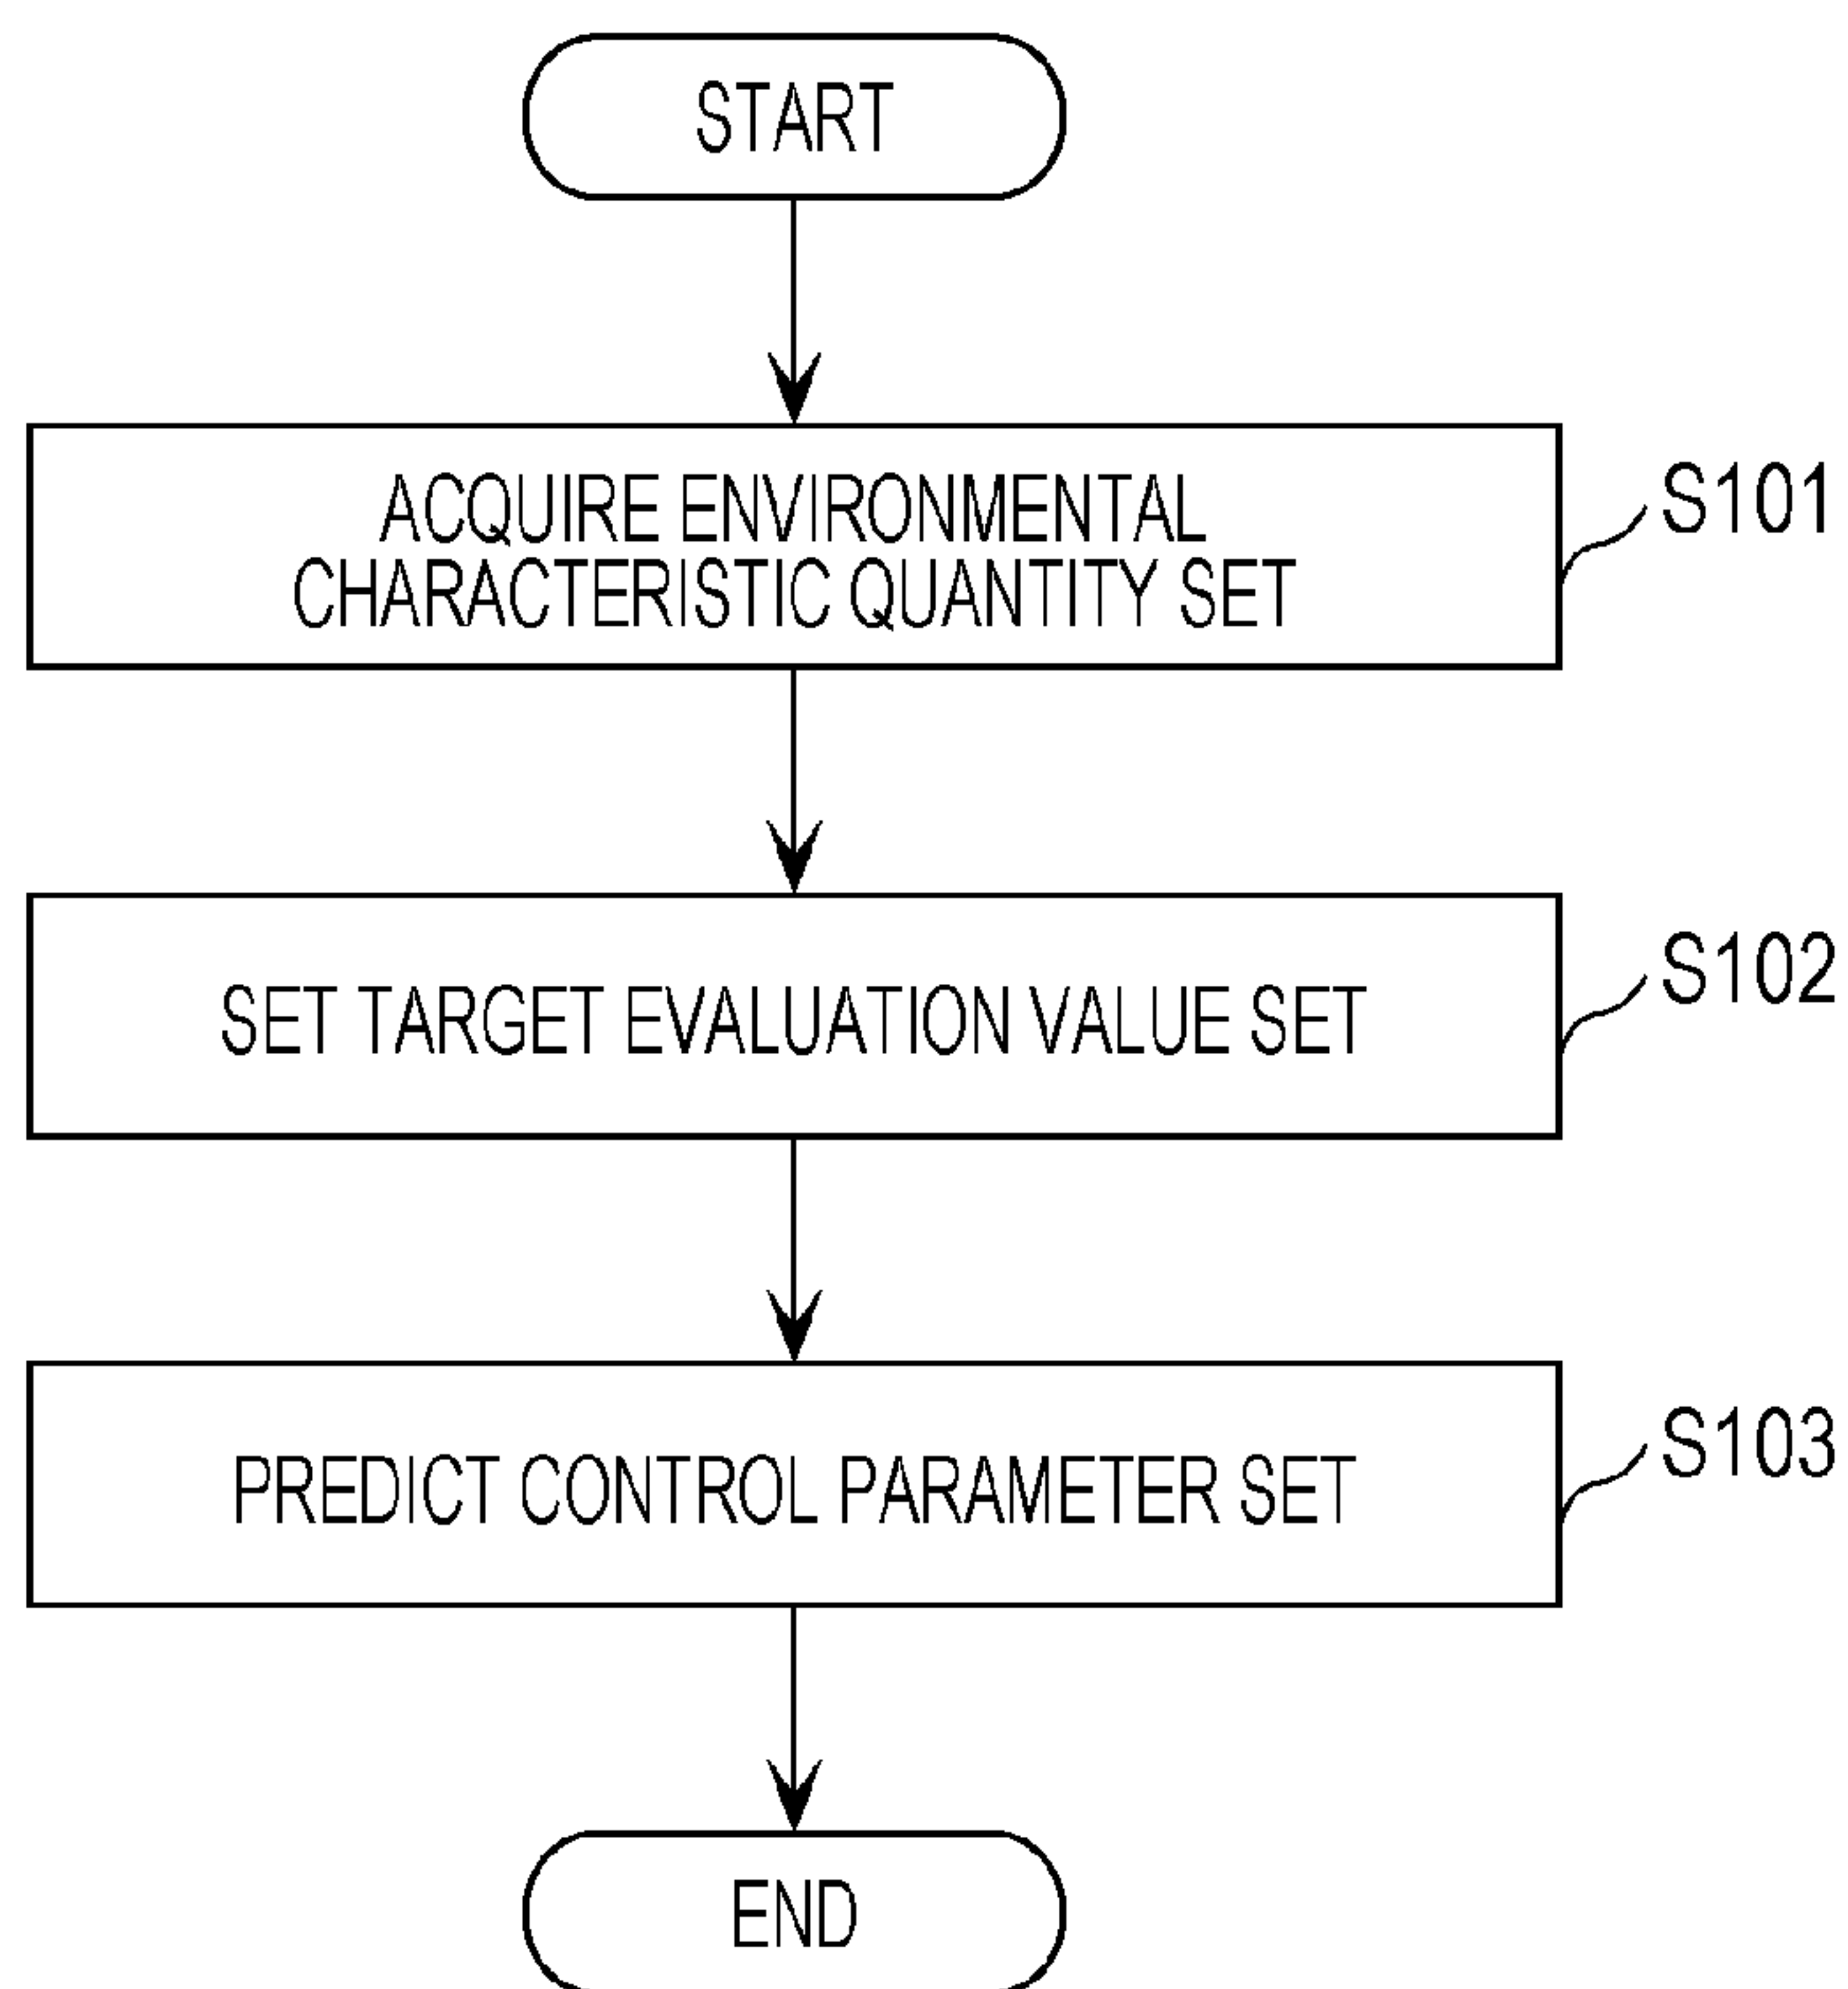 START
ACQUIRE ENVIRONMENTAL
CHARACTERISTIC QUANTITY SET
S101
SET TARGET EVALUATION VALUE SET
S102
PREDICT CONTROL PARAMETER SET
S103
END